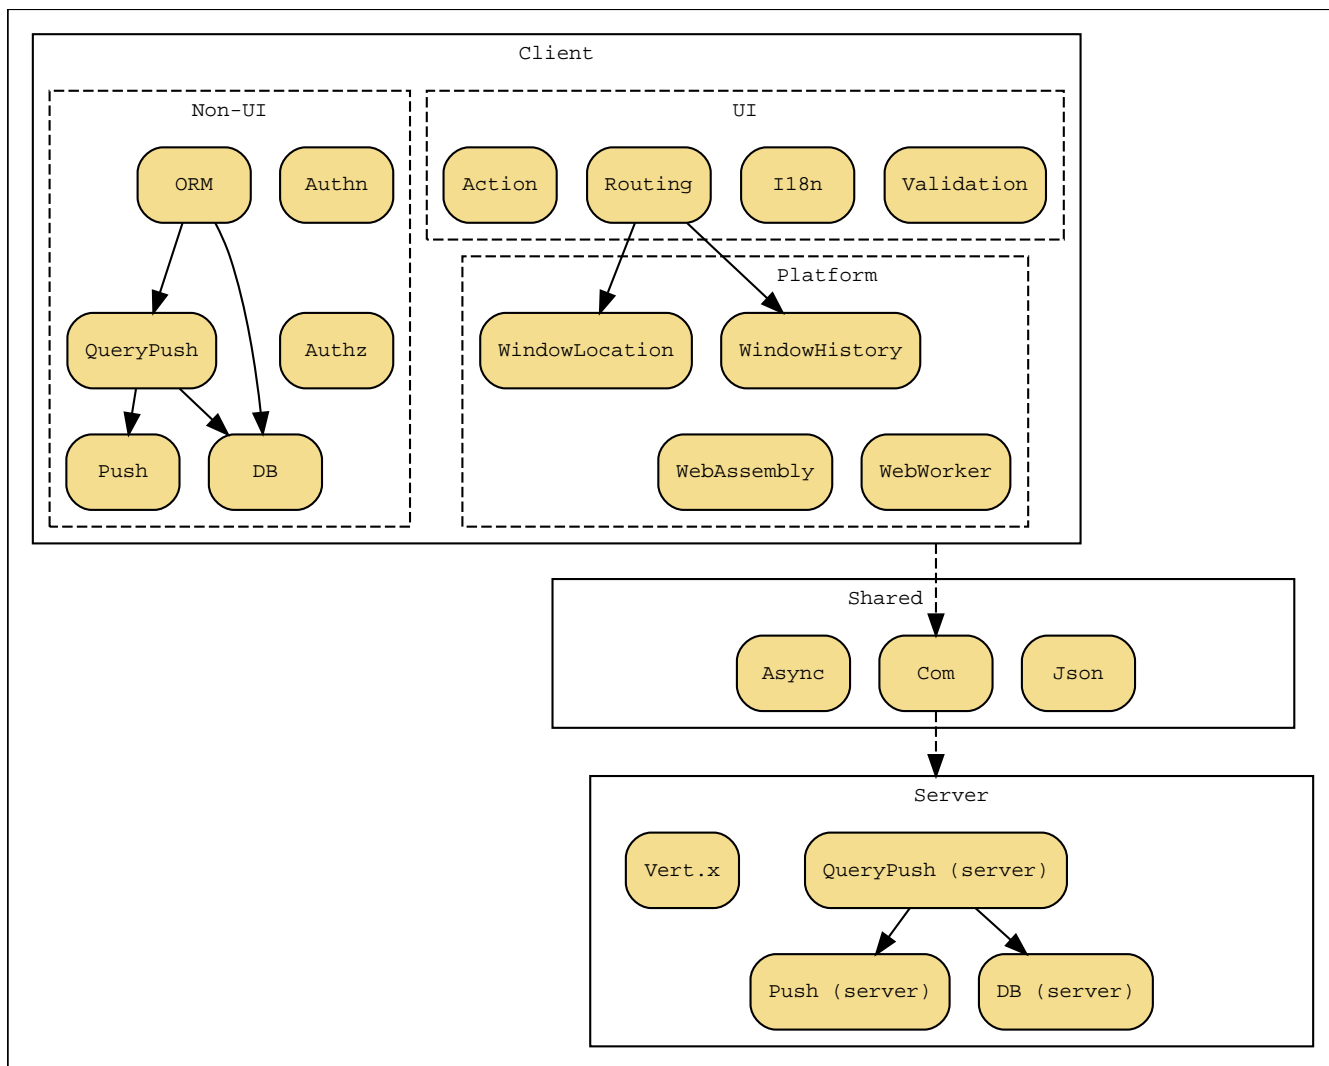 Client
Non-UI
UI
ORM
Authn
Action
Routing
I18n
Validation
Platform
QueryPush
Authz
WindowLocation
WindowHistory
Push
DB
WebAssembly
WebWorker
Shared
Async
Com
Json
Server
Vert.x
QueryPush (server)
Push (server)
DB (server)